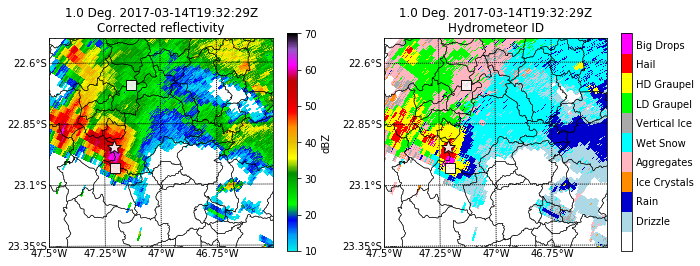 1.0 Deg. 2017-03-14T19:32:29Z
Corrected reflectivity
22.6°S
22.85°S
23.1°S
23.35°S
47.5°W
47.25°W
47°W
46.75°W
70
60
50
40
30
20
10
dBZ
1.0 Deg. 2017-03-14T19:32:29Z
Hydrometeor ID
22.6°S
22.85°S
23.1°S
23.35°S
47.5°W
47.25°W
47°W
46.75°W
Big Drops
Hail
HD Graupel
LD Graupel
Vertical Ice
Wet Snow
Aggregates
Ice Crystals
Rain
Drizzle